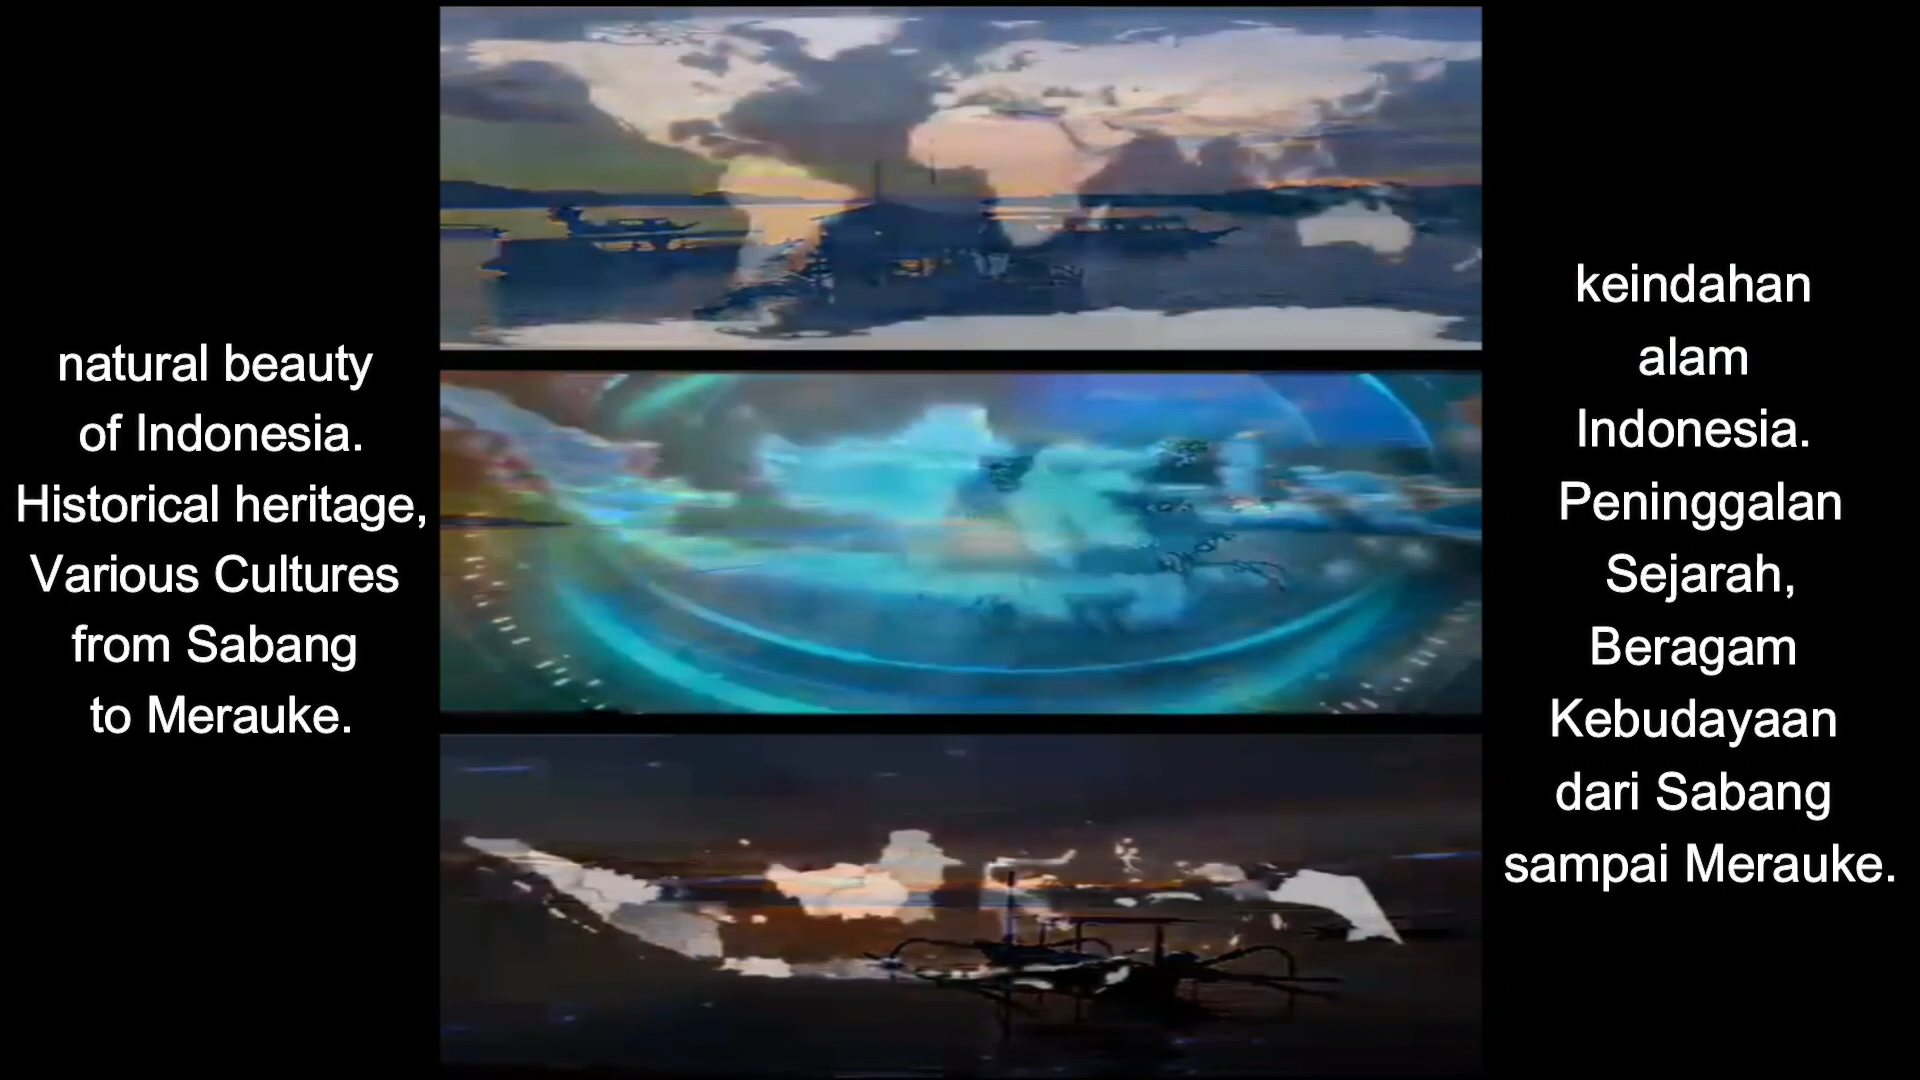 natural beauty
of Indonesia.
Historical heritage,
Various Cultures
from Sabang
to Merauke.
keindahan
alam
Indonesia.
Peninggalan
Sejarah,
Beragam
Kebudayaan
dari Sabang
sampai Merauke.